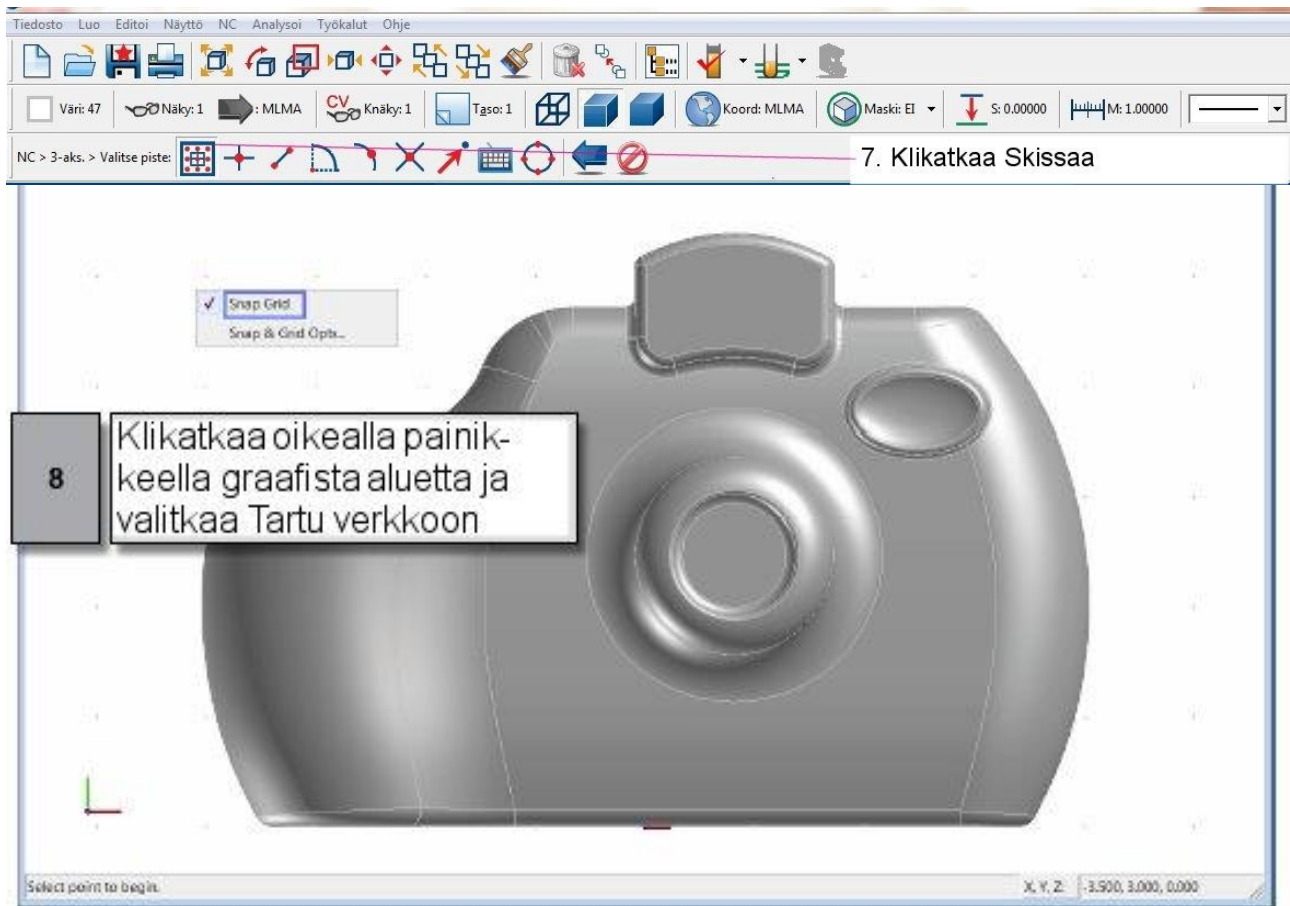 Tiedosto Luo Editoi Näyttö NC Analysoi Työkalut Ohje
Väri: 47 Näky: 1 : MLMA CV Knäky: 1 Taso: 1 Koord: MLMA Maski: EI S: 0.00000 M: 1.00000
NC > 3-aks. > Valitse piste:
7. Klikatkaa Skissaa
Snap Grid
Snap & Grid Opts...
8
Klikatkaa oikealla painik-
keella graafista aluetta ja
valitkaa Tartu verkkoon
Select point to begin.
X, Y, Z: -3.500, 3.000, 0.000